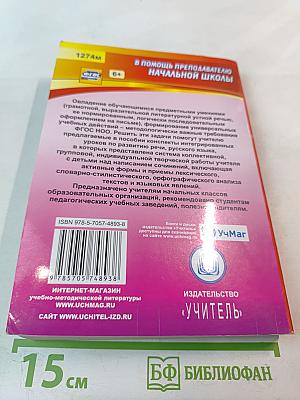 В ПОМОЩЬ ПРЕПОДАВАТЕЛЮ
НАЧАЛЬНОЙ ШКОЛЫ
1274м
ФГОС
6+
Овладение обучающимися предметными умениями
(грамотной, выразительной литературной устной речью,
ее нормированным, логически последовательным
оформлением на письме), формирование универсальных
учебных действий – методологически важные требования
ФГОС НОО. Решить эти задачи помогут учителю
предлагаемые в пособии конспекты интегрированных
уроков по развитию речи, русского языка,
в которых представлена система коллективной,
групповой, индивидуальной творческой работы учителя
с детьми над написанием сочинений, включающая
активные формы и приемы лексического,
словарно-стилистического, орфографического анализа
текстов и языковых явлений.
Предназначено учителям начальных классов
образовательных организаций, рекомендовано студентам
педагогических учебных заведений, полезно родителям.
ISBN 978-5-7057-4893-8
9 785705 748938
УчМаг
ИНТЕРНЕТ-МАГАЗИН
учебно-методической литературы
WWW.UCHMAG.RU
САЙТ WWW.UCHITEL-IZD.RU
ИЗДАТЕЛЬСТВО
"УЧИТЕЛЬ"
15 см
БФ БИБЛИОФАН